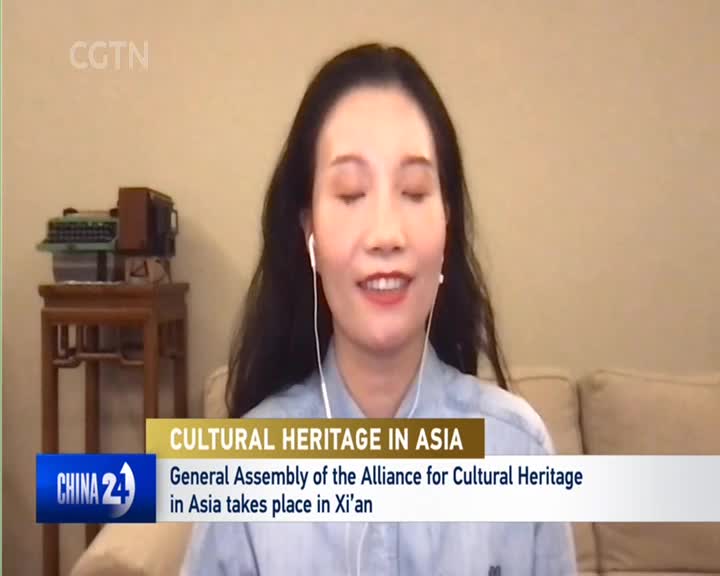 CGTN
CULTURAL HERITAGE IN ASIA
CHINA 24
General Assembly of the Alliance for Cultural Heritage
in Asia takes place in Xi'an